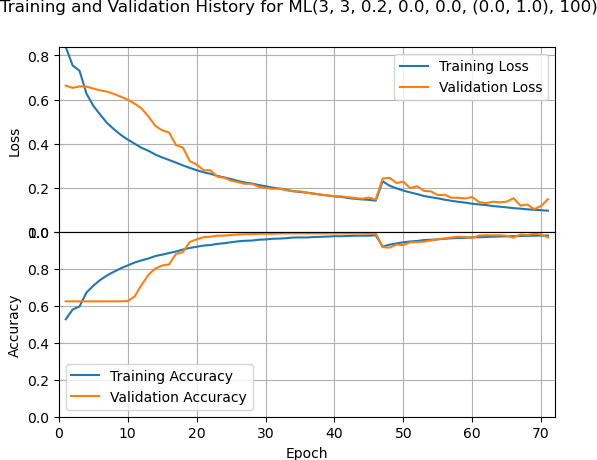 Training and Validation History for ML(3, 3, 0.2, 0.0, 0.0, (0.0, 1.0), 100)
0.8
0.6
0.4
0.2
0.0
Loss
Training Loss
Validation Loss
1.0
0.8
0.6
0.4
0.2
0.0
Accuracy
Training Accuracy
Validation Accuracy
0 10 20 30 40 50 60 70
Epoch